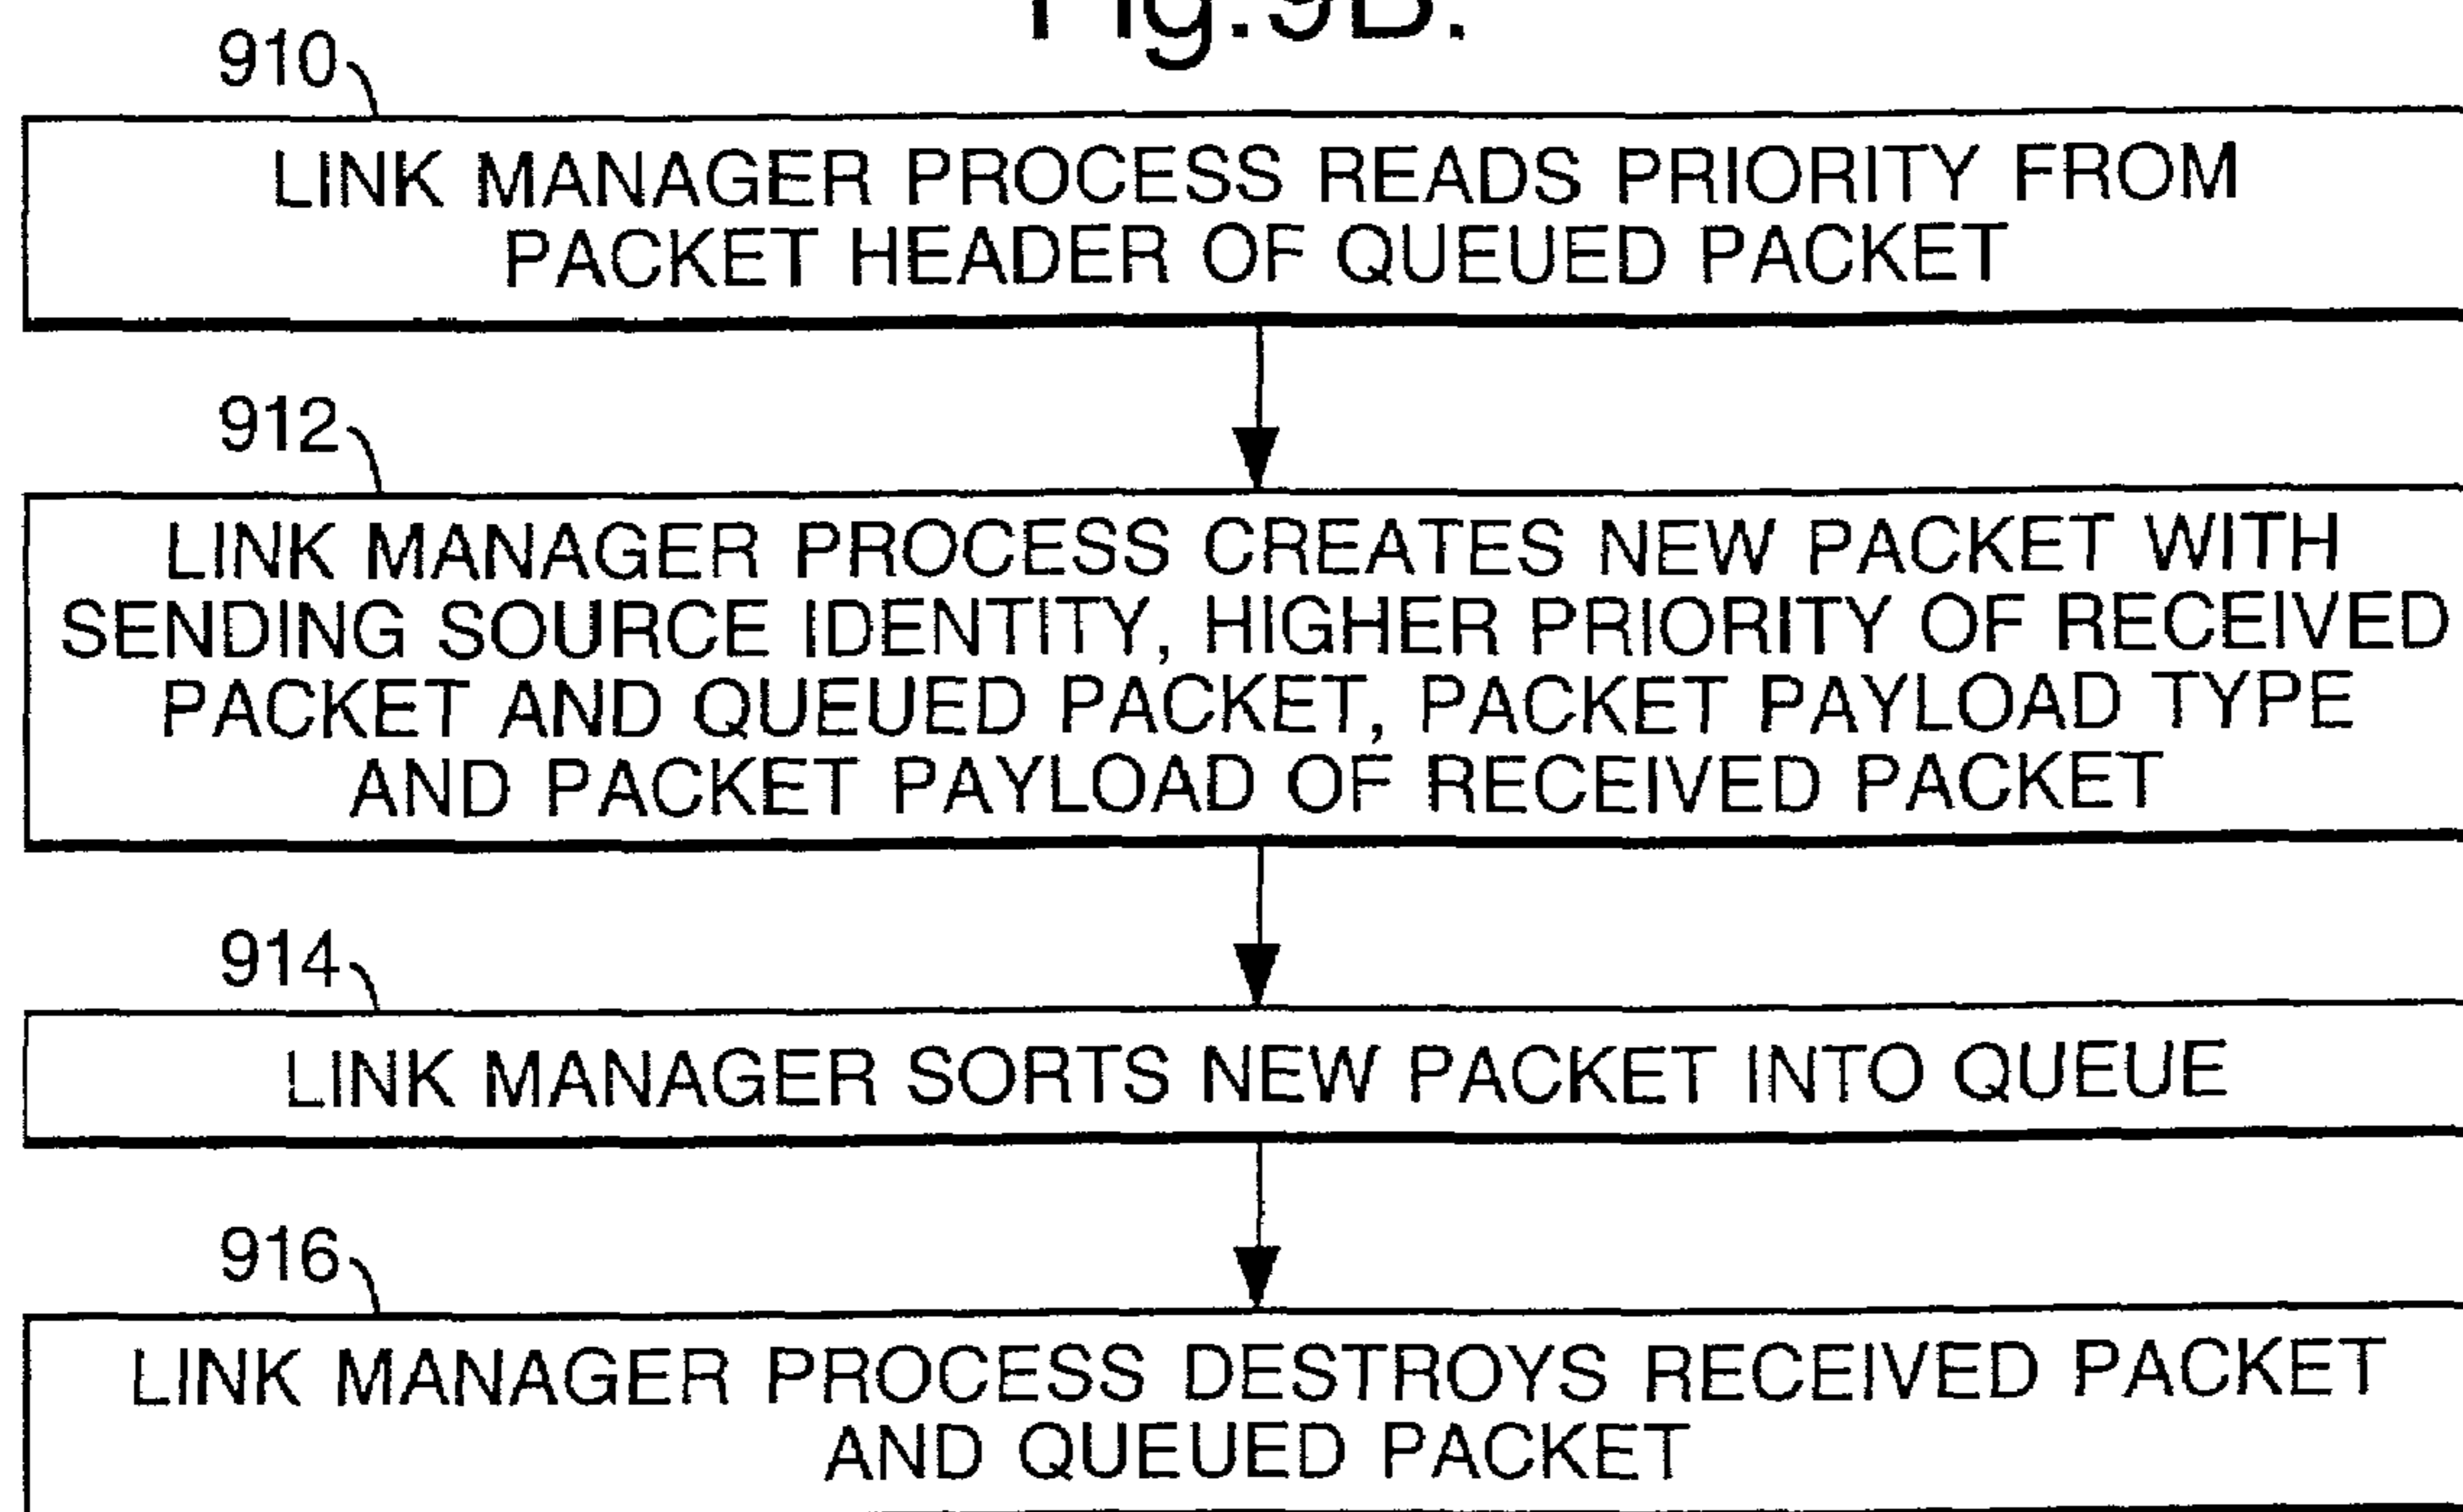 Fig.9B.
910
LINK MANAGER PROCESS READS PRIORITY FROM
PACKET HEADER OF QUEUED PACKET
912
LINK MANAGER PROCESS CREATES NEW PACKET WITH
SENDING SOURCE IDENTITY, HIGHER PRIORITY OF RECEIVED
PACKET AND QUEUED PACKET, PACKET PAYLOAD TYPE
AND PACKET PAYLOAD OF RECEIVED PACKET
914
LINK MANAGER SORTS NEW PACKET INTO QUEUE
916
LINK MANAGER PROCESS DESTROYS RECEIVED PACKET
AND QUEUED PACKET